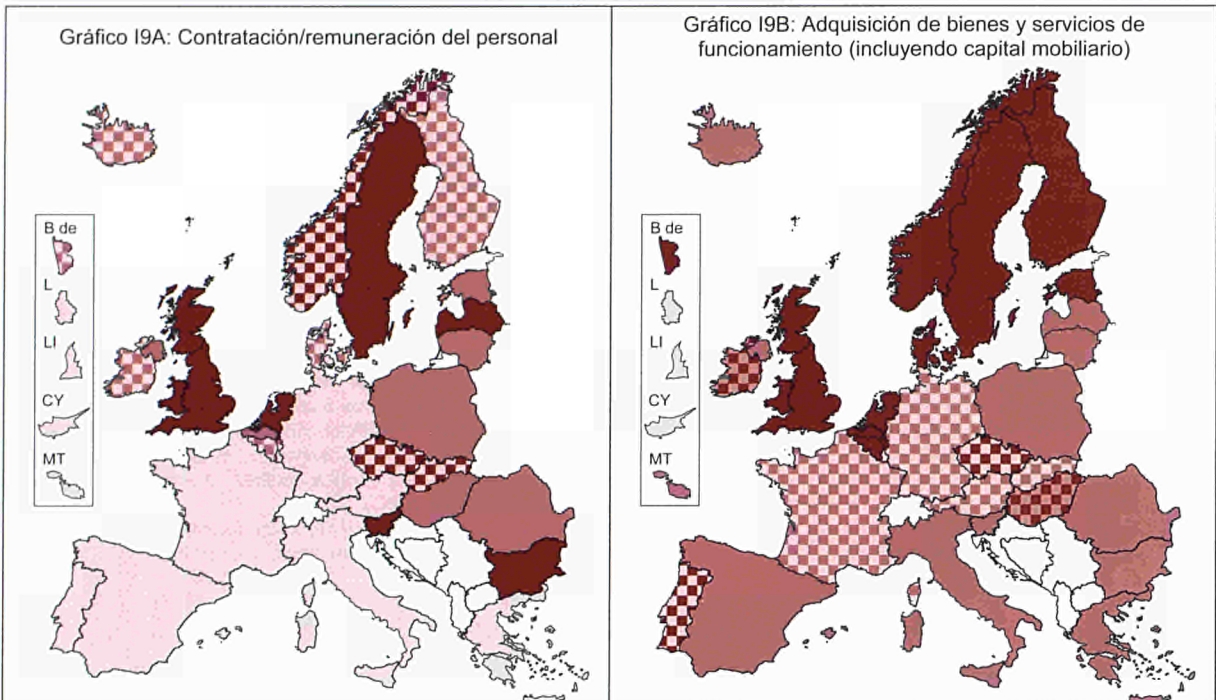 Gráfico I9A: Contratación/remuneración del personal
B de
L
LI
CY
MT
Gráfico I9B: Adquisición de bienes y servicios de
funcionamiento (incluyendo capital mobiliario)
B de
L
LI
CY
MT